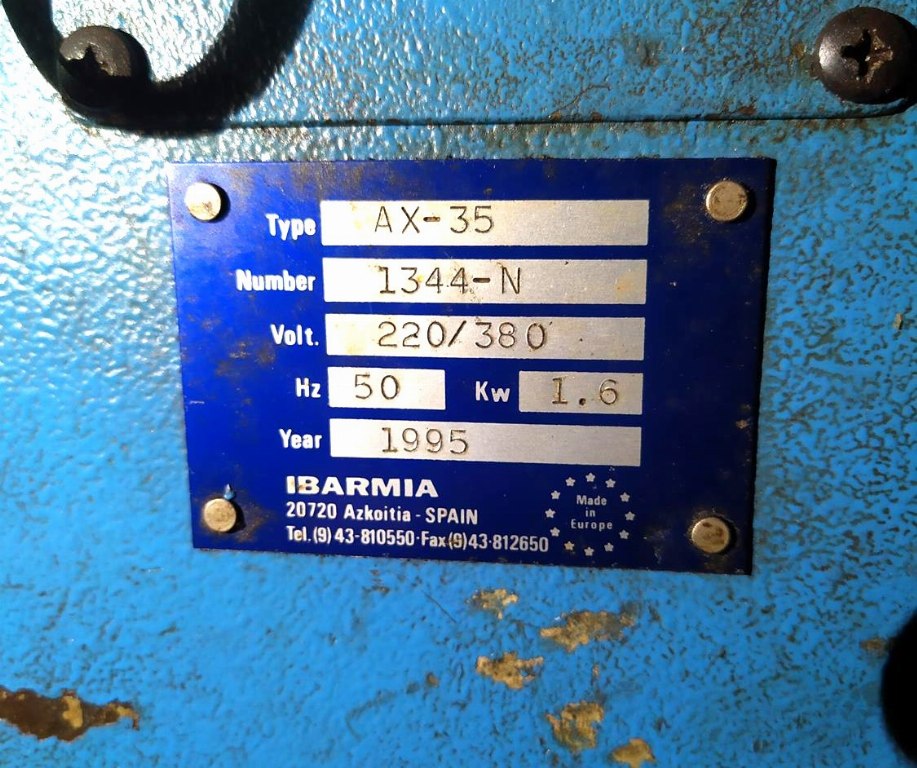 Type AX-35
Number 1344-N
Volt. 220/380
Hz 50 Kw 1.6
Year 1995
IBARMIA
20720 Azkoitia - SPAIN
Tel. (9) 43-810550 · Fax (9) 43-812650
Made
in
Europe